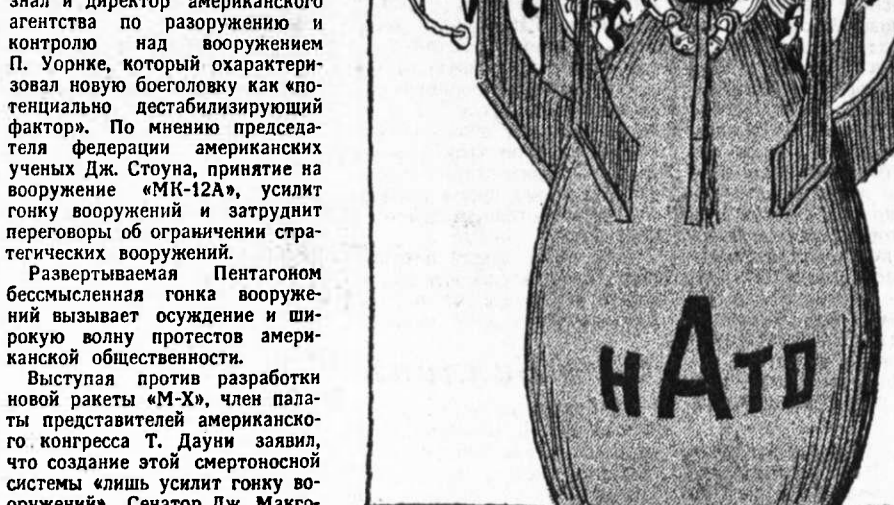 знал и директор американского
агентства по разоружению и
контролю над вооружением
П. Уорнке, который охарактери-
зовал новую боеголовку как «по-
тенциально дестабилизирующий
фактор». По мнению председа-
теля федерации американских
ученых Дж. Стоуна, принятие на
вооружение «МК-12А», усилит
гонку вооружений и затруднит
переговоры об ограничении стра-
тегических вооружений.
Развертываемая Пентагоном
бессмысленная гонка вооруже-
ний вызывает осуждение и ши-
рокую волну протестов амери-
канской общественности.
Выступая против разработки
новой ракеты «М-Х», член пала-
ты представителей американско-
го конгресса Т. Дауни заявил,
что создание этой смертоносной
системы «лишь усилит гонку во-
оружений». Сенатор Дж. Макго-
НАТО